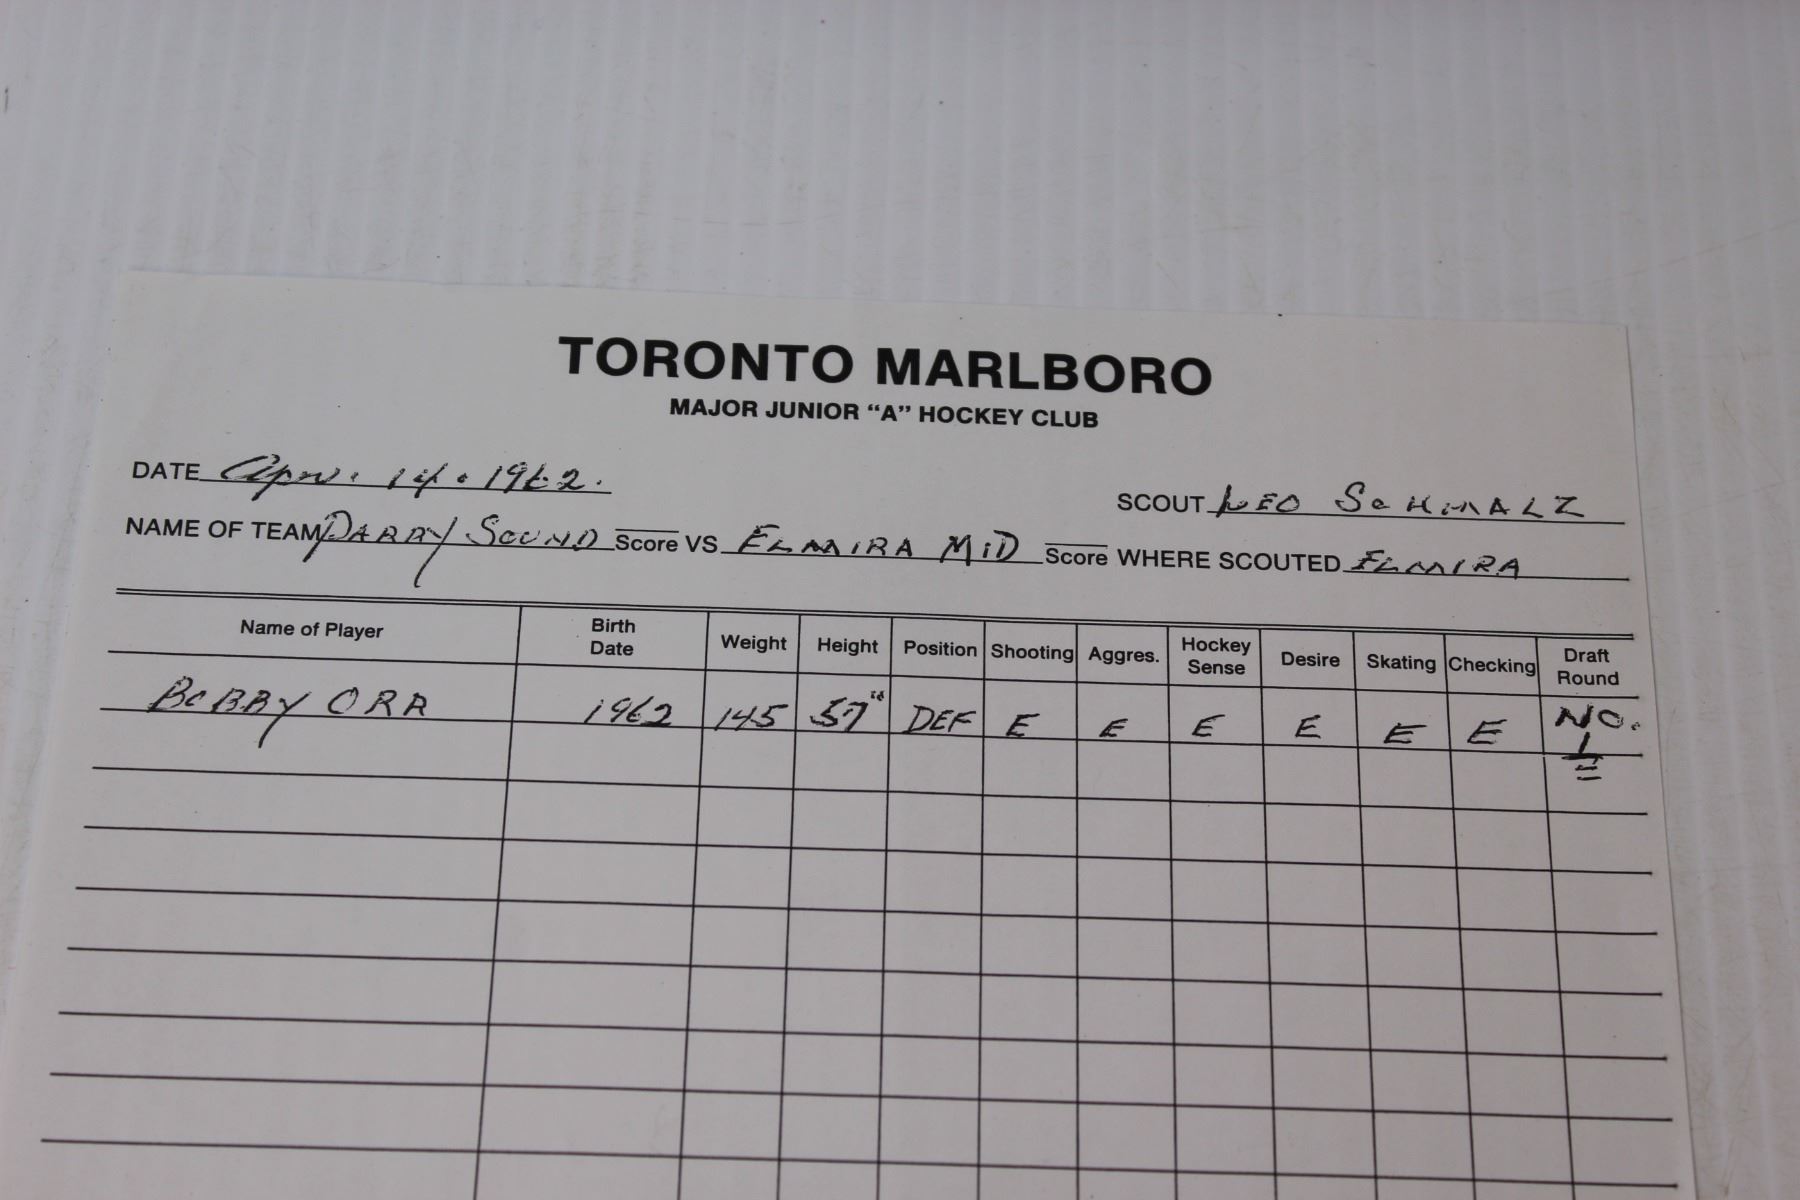 TORONTO MARLBORO
MAJOR JUNIOR “A” HOCKEY CLUB
DATE Apr. 14. 1962.
SCOUT LEO SCHMALZ
NAME OF TEAM PARRY SOUND Score VS ELMIRA MiD Score WHERE SCOUTED ELMIRA
Name of Player Birth Date Weight Height Position Shooting Aggres. Hockey Sense Desire Skating Checking Draft Round
BOBBY ORR 1962 145 57" DEF E E E E E E NO. 1